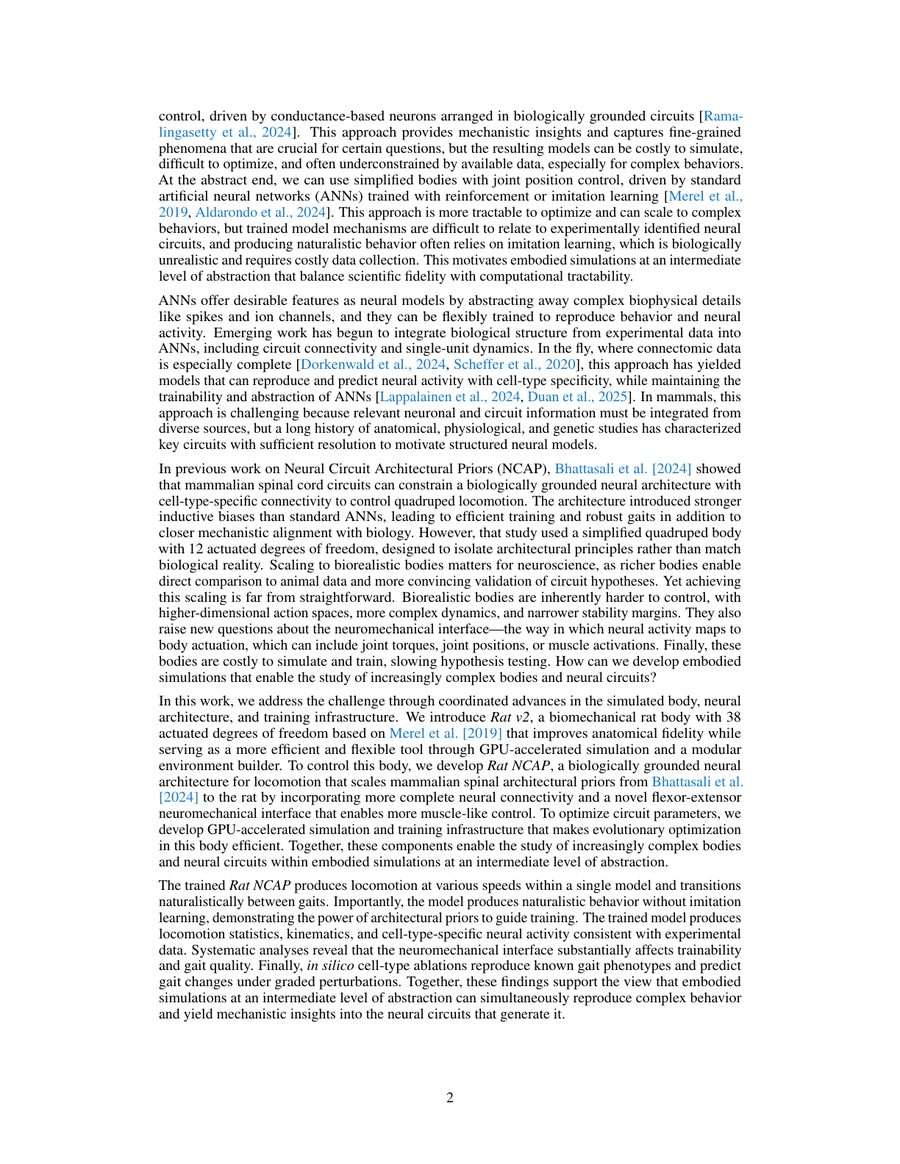 control, driven by conductance-based neurons arranged in biologically grounded circuits [Rama-
lingasetty et al., 2024]. This approach provides mechanistic insights and captures fine-grained
phenomena that are crucial for certain questions, but the resulting models can be costly to simulate,
difficult to optimize, and often underconstrained by available data, especially for complex behaviors.
At the abstract end, we can use simplified bodies with joint position control, driven by standard
artificial neural networks (ANNs) trained with reinforcement or imitation learning [Merel et al.,
2019, Aldarondo et al., 2024]. This approach is more tractable to optimize and can scale to complex
behaviors, but trained model mechanisms are difficult to relate to experimentally identified neural
circuits, and producing naturalistic behavior often relies on imitation learning, which is biologically
unrealistic and requires costly data collection. This motivates embodied simulations at an intermediate
level of abstraction that balance scientific fidelity with computational tractability.
ANNs offer desirable features as neural models by abstracting away complex biophysical details
like spikes and ion channels, and they can be flexibly trained to reproduce behavior and neural
activity. Emerging work has begun to integrate biological structure from experimental data into
ANNs, including circuit connectivity and single-unit dynamics. In the fly, where connectomic data
is especially complete [Dorkenwald et al., 2024, Scheffer et al., 2020], this approach has yielded
models that can reproduce and predict neural activity with cell-type specificity, while maintaining the
trainability and abstraction of ANNs [Lappalainen et al., 2024, Duan et al., 2025]. In mammals, this
approach is challenging because relevant neuronal and circuit information must be integrated from
diverse sources, but a long history of anatomical, physiological, and genetic studies has characterized
key circuits with sufficient resolution to motivate structured neural models.
In previous work on Neural Circuit Architectural Priors (NCAP), Bhattasali et al. [2024] showed
that mammalian spinal cord circuits can constrain a biologically grounded neural architecture with
cell-type-specific connectivity to control quadruped locomotion. The architecture introduced stronger
inductive biases than standard ANNs, leading to efficient training and robust gaits in addition to
closer mechanistic alignment with biology. However, that study used a simplified quadruped body
with 12 actuated degrees of freedom, designed to isolate architectural principles rather than match
biological reality. Scaling to biorealistic bodies matters for neuroscience, as richer bodies enable
direct comparison to animal data and more convincing validation of circuit hypotheses. Yet achieving
this scaling is far from straightforward. Biorealistic bodies are inherently harder to control, with
higher-dimensional action spaces, more complex dynamics, and narrower stability margins. They also
raise new questions about the neuromechanical interface—the way in which neural activity maps to
body actuation, which can include joint torques, joint positions, or muscle activations. Finally, these
bodies are costly to simulate and train, slowing hypothesis testing. How can we develop embodied
simulations that enable the study of increasingly complex bodies and neural circuits?
In this work, we address the challenge through coordinated advances in the simulated body, neural
architecture, and training infrastructure. We introduce Rat v2, a biomechanical rat body with 38
actuated degrees of freedom based on Merel et al. [2019] that improves anatomical fidelity while
serving as a more efficient and flexible tool through GPU-accelerated simulation and a modular
environment builder. To control this body, we develop Rat NCAP, a biologically grounded neural
architecture for locomotion that scales mammalian spinal architectural priors from Bhattasali et al.
[2024] to the rat by incorporating more complete neural connectivity and a novel flexor-extensor
neuromechanical interface that enables more muscle-like control. To optimize circuit parameters, we
develop GPU-accelerated simulation and training infrastructure that makes evolutionary optimization
in this body efficient. Together, these components enable the study of increasingly complex bodies
and neural circuits within embodied simulations at an intermediate level of abstraction.
The trained Rat NCAP produces locomotion at various speeds within a single model and transitions
naturalistically between gaits. Importantly, the model produces naturalistic behavior without imitation
learning, demonstrating the power of architectural priors to guide training. The trained model produces
locomotion statistics, kinematics, and cell-type-specific neural activity consistent with experimental
data. Systematic analyses reveal that the neuromechanical interface substantially affects trainability
and gait quality. Finally, in silico cell-type ablations reproduce known gait phenotypes and predict
gait changes under graded perturbations. Together, these findings support the view that embodied
simulations at an intermediate level of abstraction can simultaneously reproduce complex behavior
and yield mechanistic insights into the neural circuits that generate it.
2